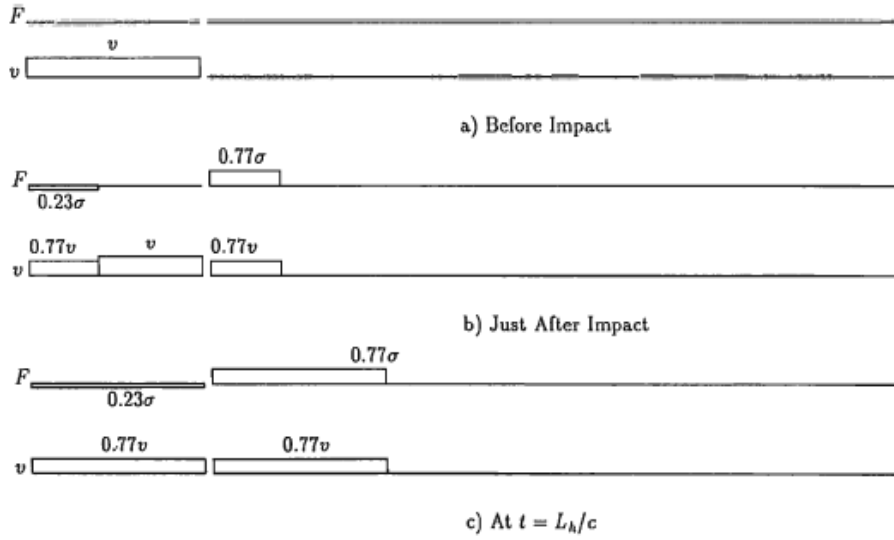 F
v
v
a) Before Impact
0.77σ
F
0.23σ
0.77v v 0.77v
v
b) Just After Impact
0.77σ
F
0.23σ
0.77v 0.77v
v
c) At t = L_h/c